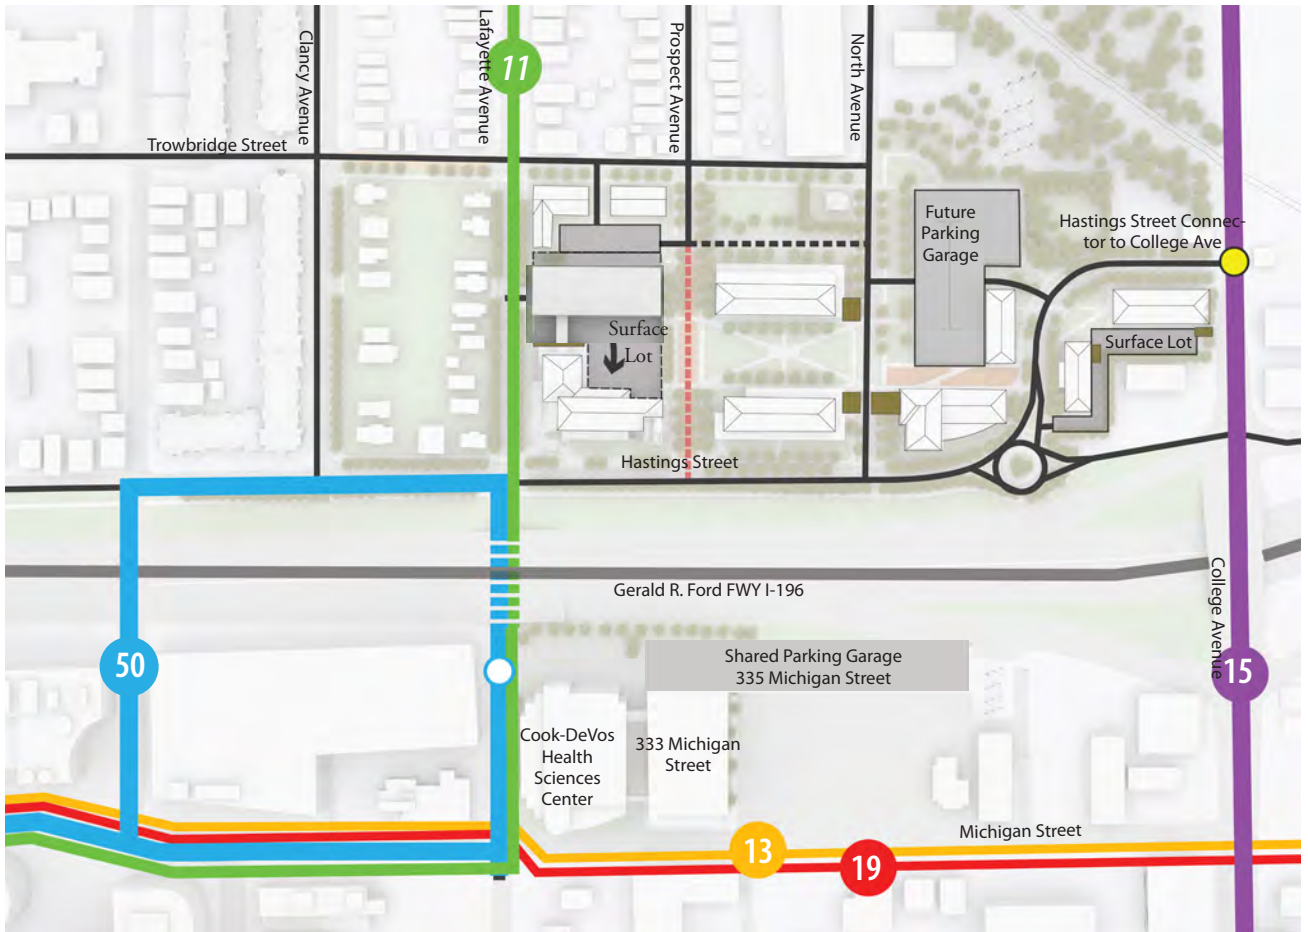 Clancy Avenue
Lafayette Avenue
11
Prospect Avenue
North Avenue
Trowbridge Street
Future
Parking
Garage
Hastings Street Connec-
tor to College Ave
Surface
Lot
Surface Lot
Hastings Street
Gerald R. Ford FWY I-196
College Avenue
50
Shared Parking Garage
335 Michigan Street
15
Cook-DeVos
Health
Sciences
Center
333 Michigan
Street
Michigan Street
13
19